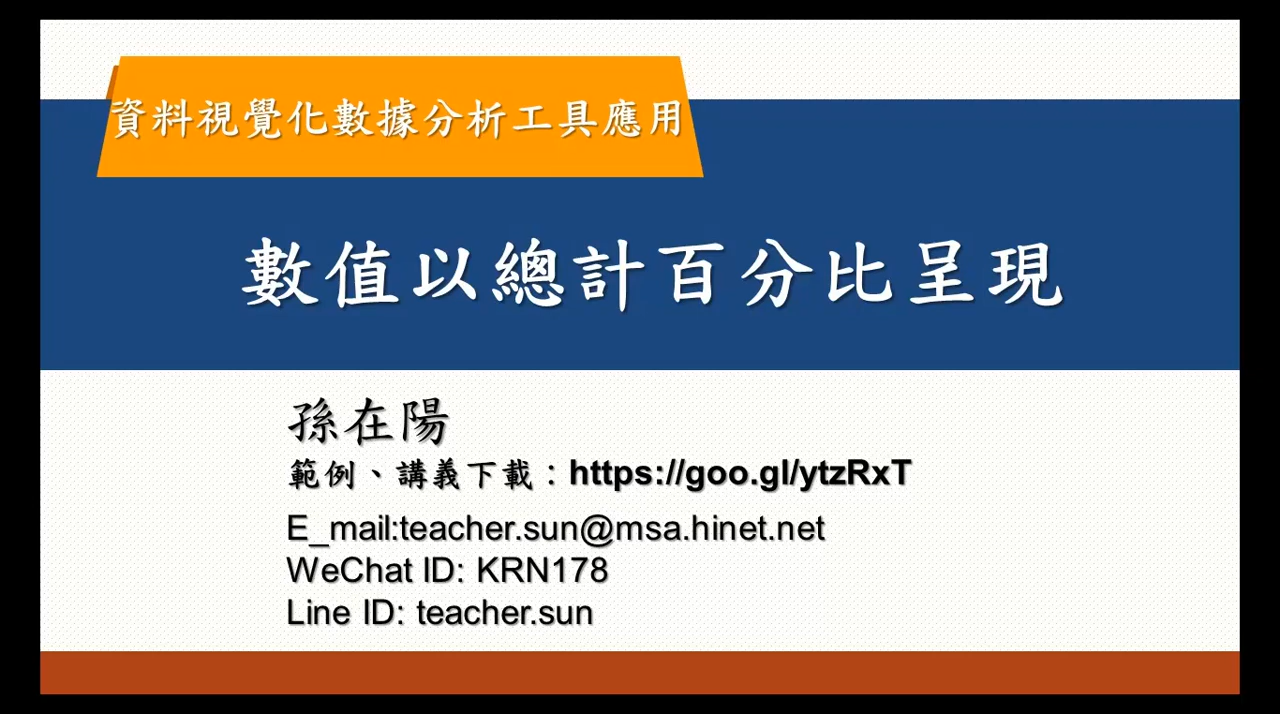 資料視覺化數據分析工具應用
數值以總計百分比呈現
孫在陽
範例、講義下載：https://goo.gl/ytzRxT
E_mail:teacher.sun@msa.hinet.net
WeChat ID: KRN178
Line ID: teacher.sun